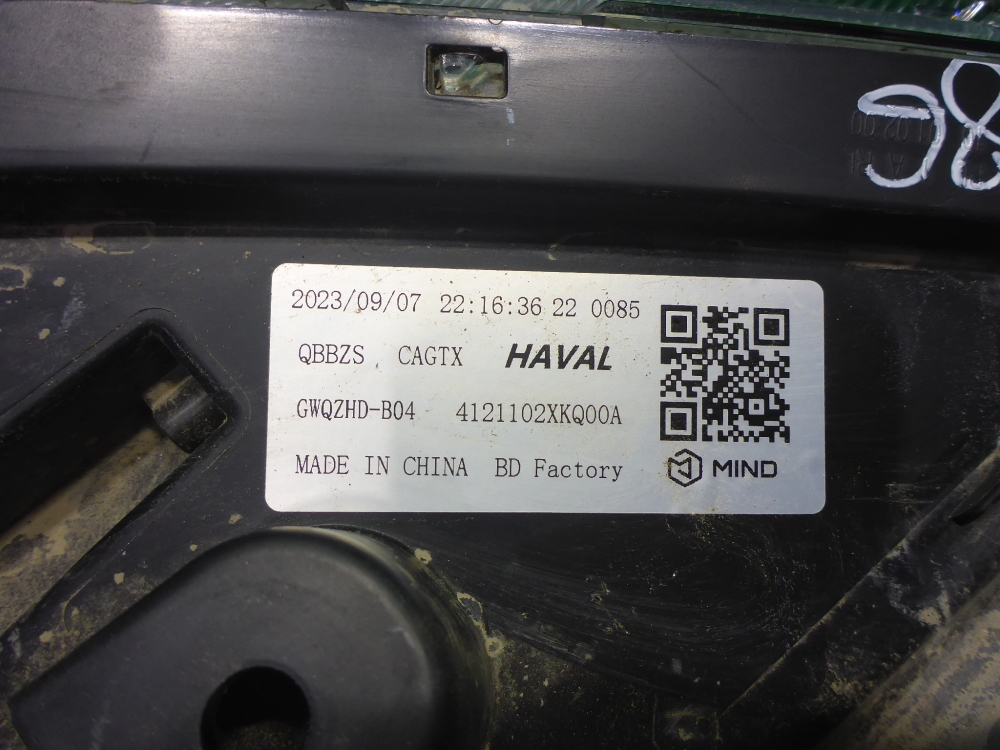 2023/09/07 22:16:36 22 0085
QBBZS CAGTX HAVAL
GWQZHD-B04 4121102XKQ00A
MADE IN CHINA BD Factory
MIND